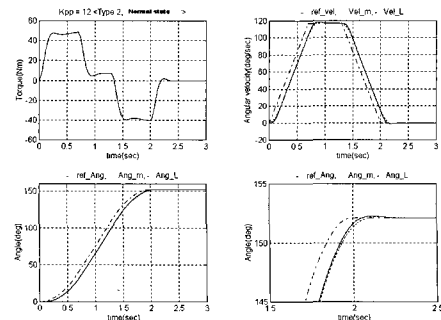 Kpp = 12 <Type 2, Normal state >
60
40
20
0
-20
-40
-60
Torque(Nm)
0 0.5 1 1.5 2 2.5 3
time(sec)
- ref_vel, Vel_m, - Vel_L
120
100
80
60
40
20
0
-20
Angular velocity(deg/sec)
0 0.5 1 1.5 2 2.5 3
time(sec)
- ref_Ang, Ang_m, - Ang_L
150
100
50
0
Angle(deg)
0 0.5 1 1.5 2 2.5 3
time(sec)
- ref_Ang, Ang_m, - Ang_L
155
150
145
Angle(deg)
1.5 2 2.5
time(sec)